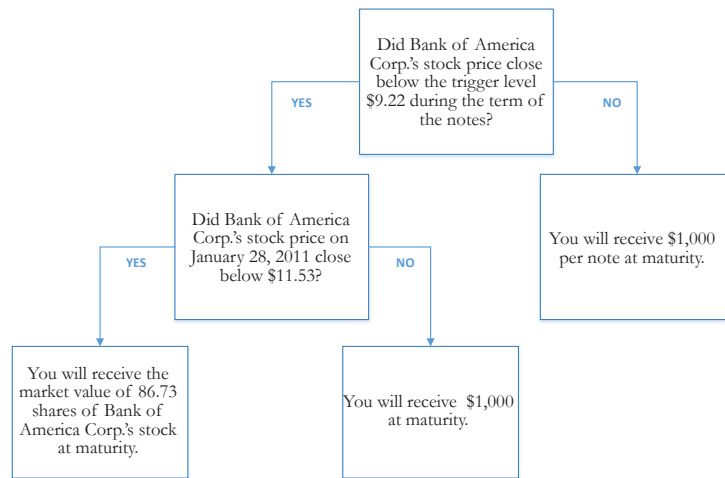 Did Bank of America
Corp.'s stock price close
below the trigger level
$9.22 during the term of
the notes?
YES
NO
Did Bank of America
Corp.'s stock price on
January 28, 2011 close
below $11.53?
You will receive $1,000
per note at maturity.
YES
NO
You will receive the
market value of 86.73
shares of Bank of
America Corp.'s stock
at maturity.
You will receive $1,000
at maturity.